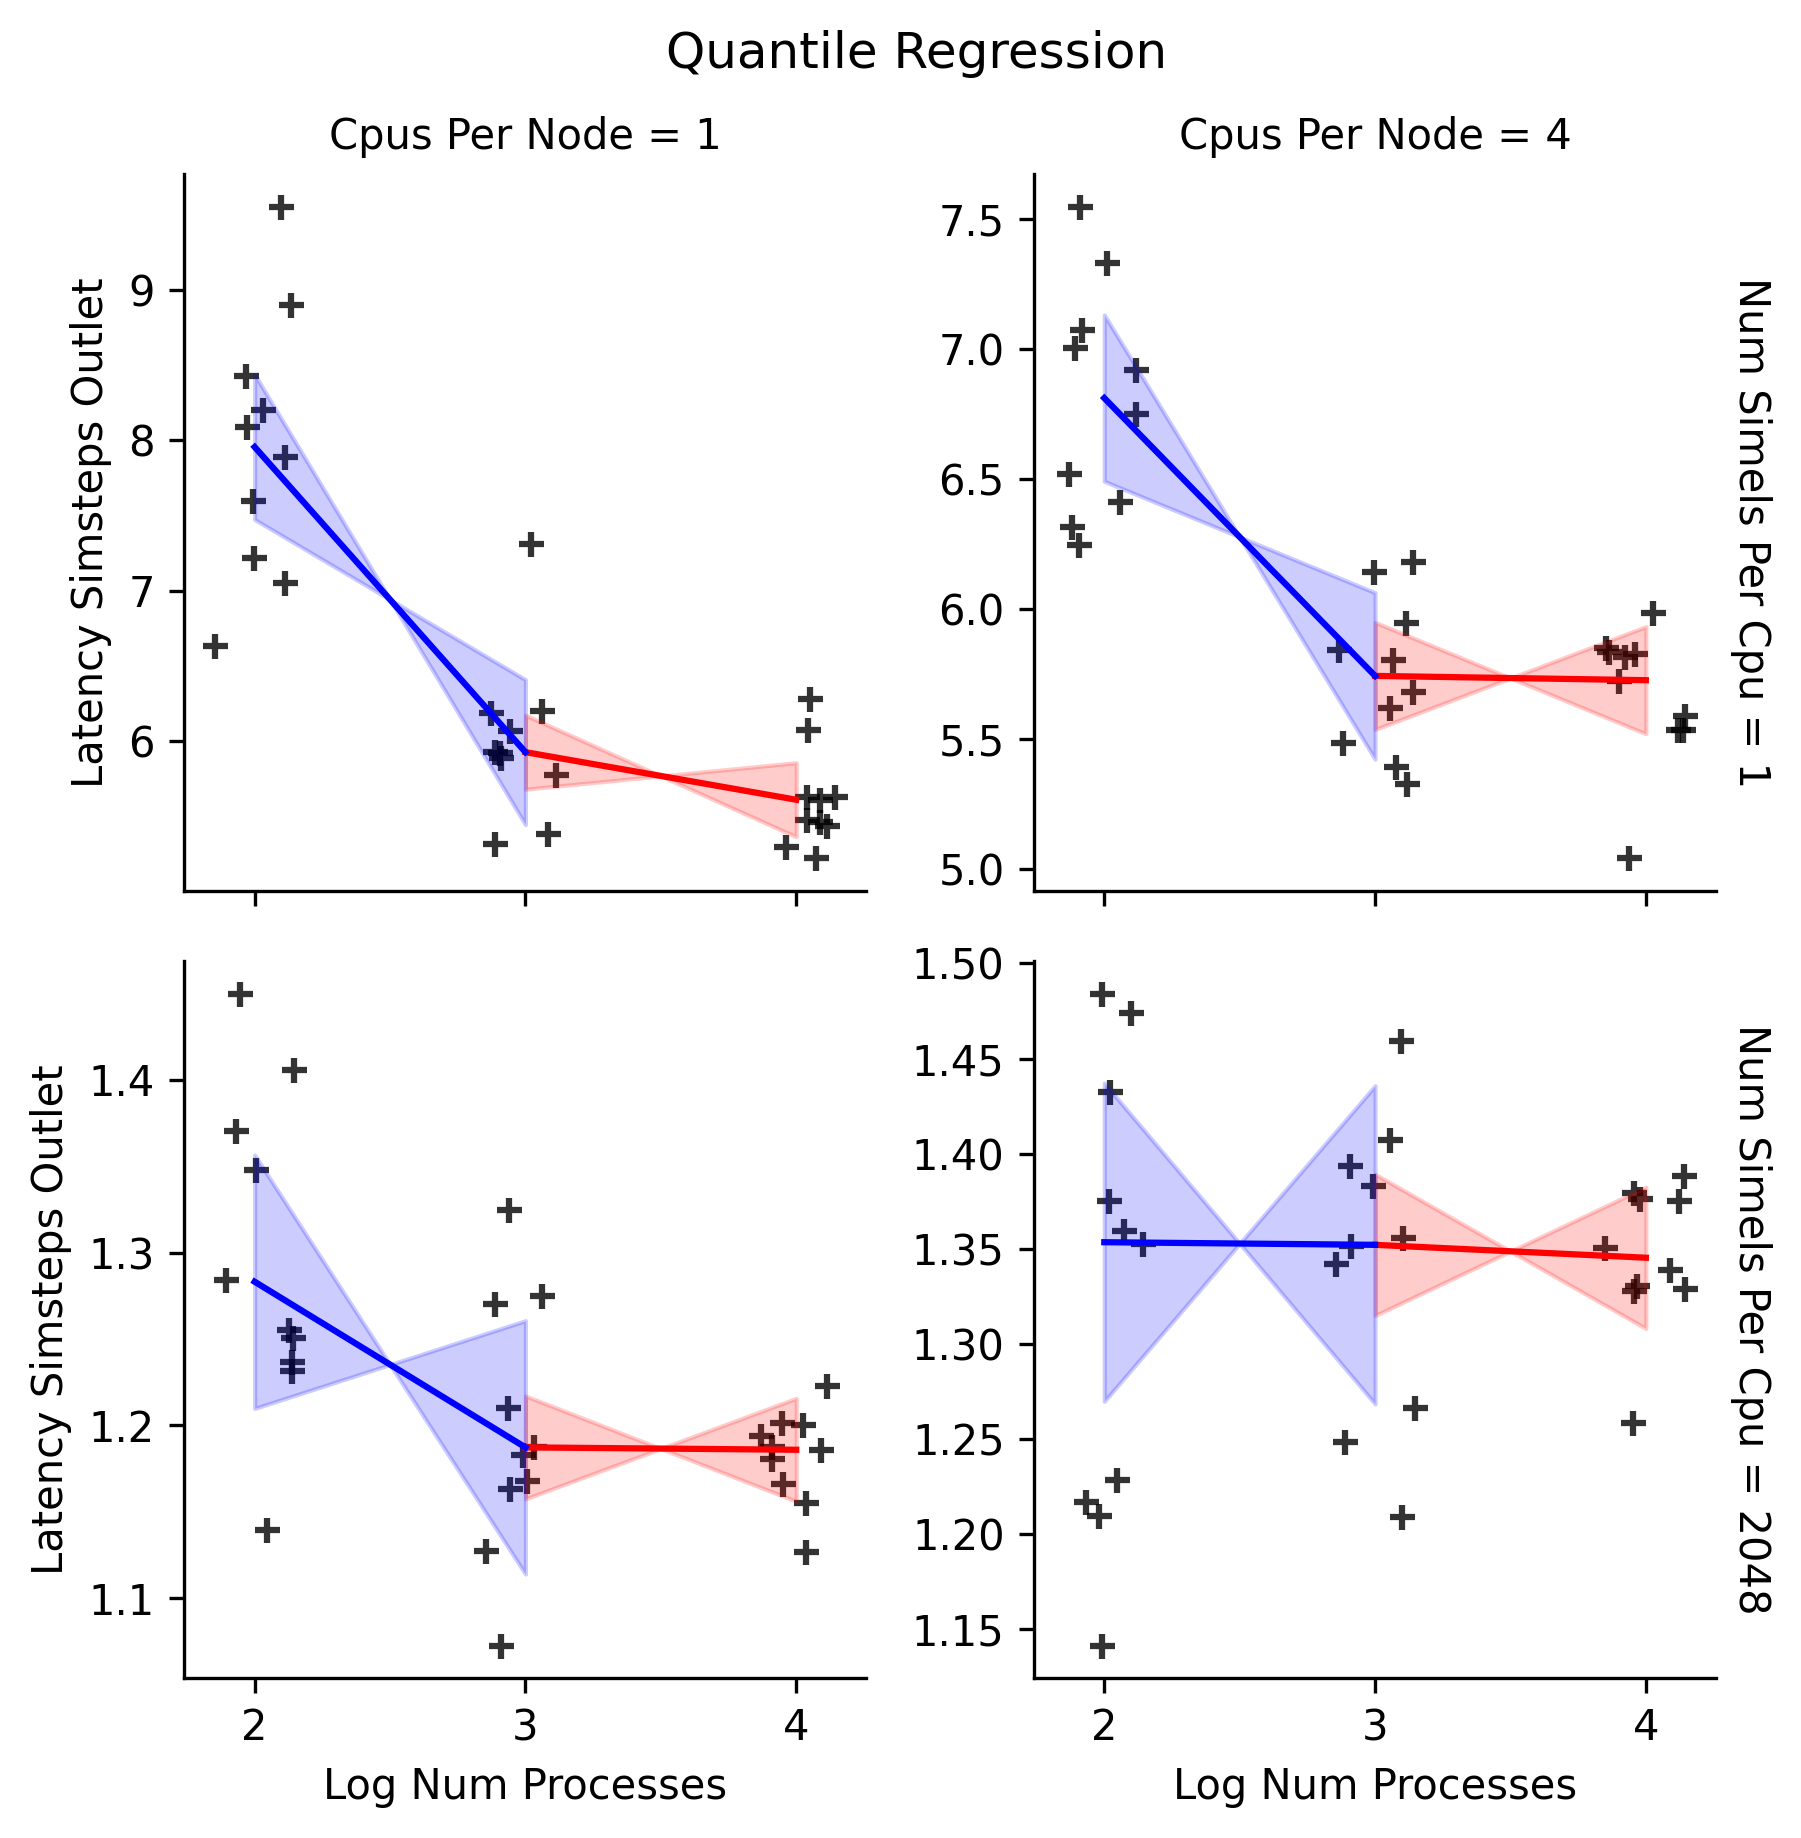 Quantile Regression
Cpus Per Node = 1
Cpus Per Node = 4
Latency Simsteps Outlet
9
8
7
6
7.5
7.0
6.5
6.0
5.5
5.0
Num Simels Per Cpu = 1
Latency Simsteps Outlet
1.4
1.3
1.2
1.1
1.50
1.45
1.40
1.35
1.30
1.25
1.20
1.15
Num Simels Per Cpu = 2048
2 3 4
2 3 4
Log Num Processes
Log Num Processes